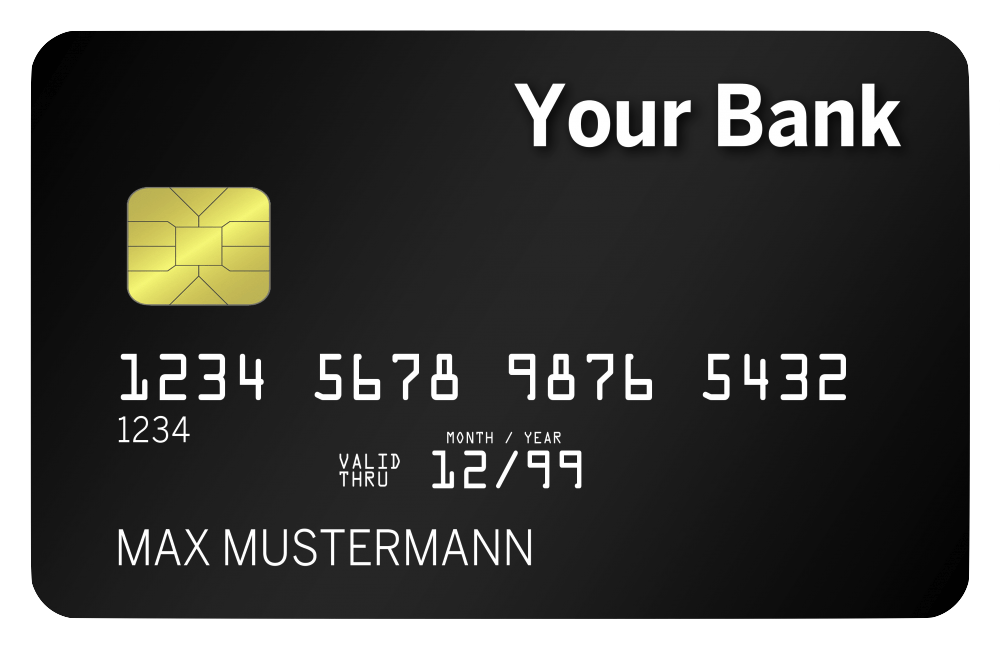 Your Bank
1234 5678 9876 5432
1234
MONTH / YEAR
VALID THRU 12/99
MAX MUSTERMANN